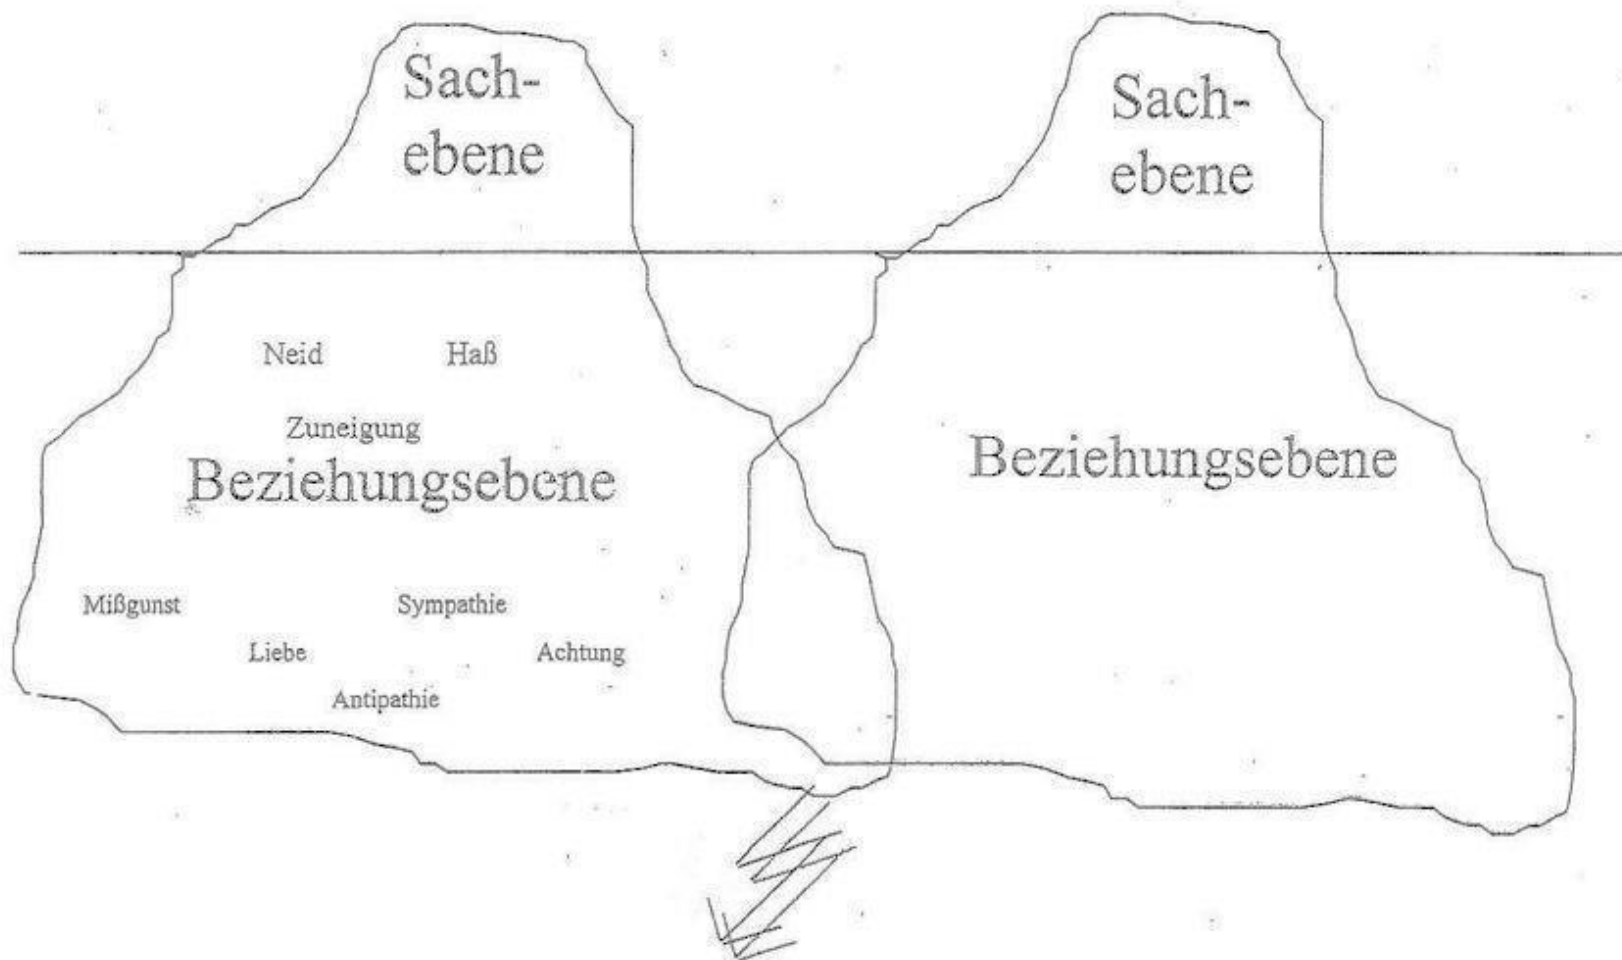 Sach-
ebene
Sach-
ebene
Neid
Haß
Zuneigung
Beziehungsebene
Beziehungsebene
Mißgunst
Sympathie
Liebe
Achtung
Antipathie